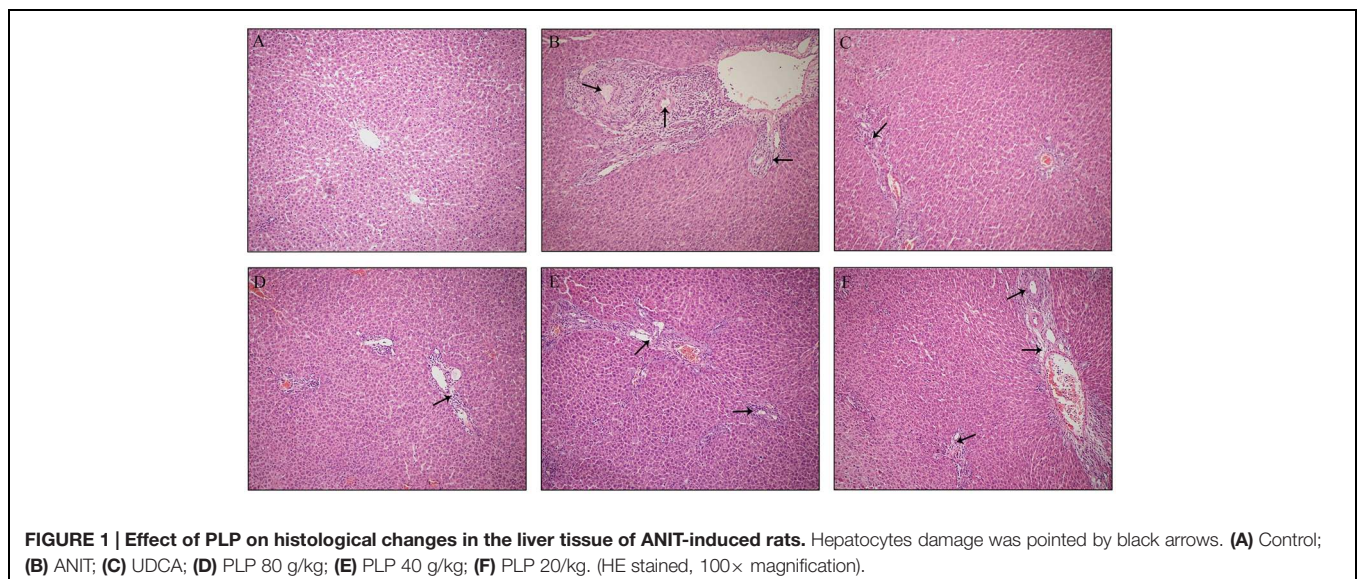 A
B
C
D
E
F
FIGURE 1 | Effect of PLP on histological changes in the liver tissue of ANIT-induced rats. Hepatocytes damage was pointed by black arrows. (A) Control;
(B) ANIT; (C) UDCA; (D) PLP 80 g/kg; (E) PLP 40 g/kg; (F) PLP 20/kg. (HE stained, 100× magnification).